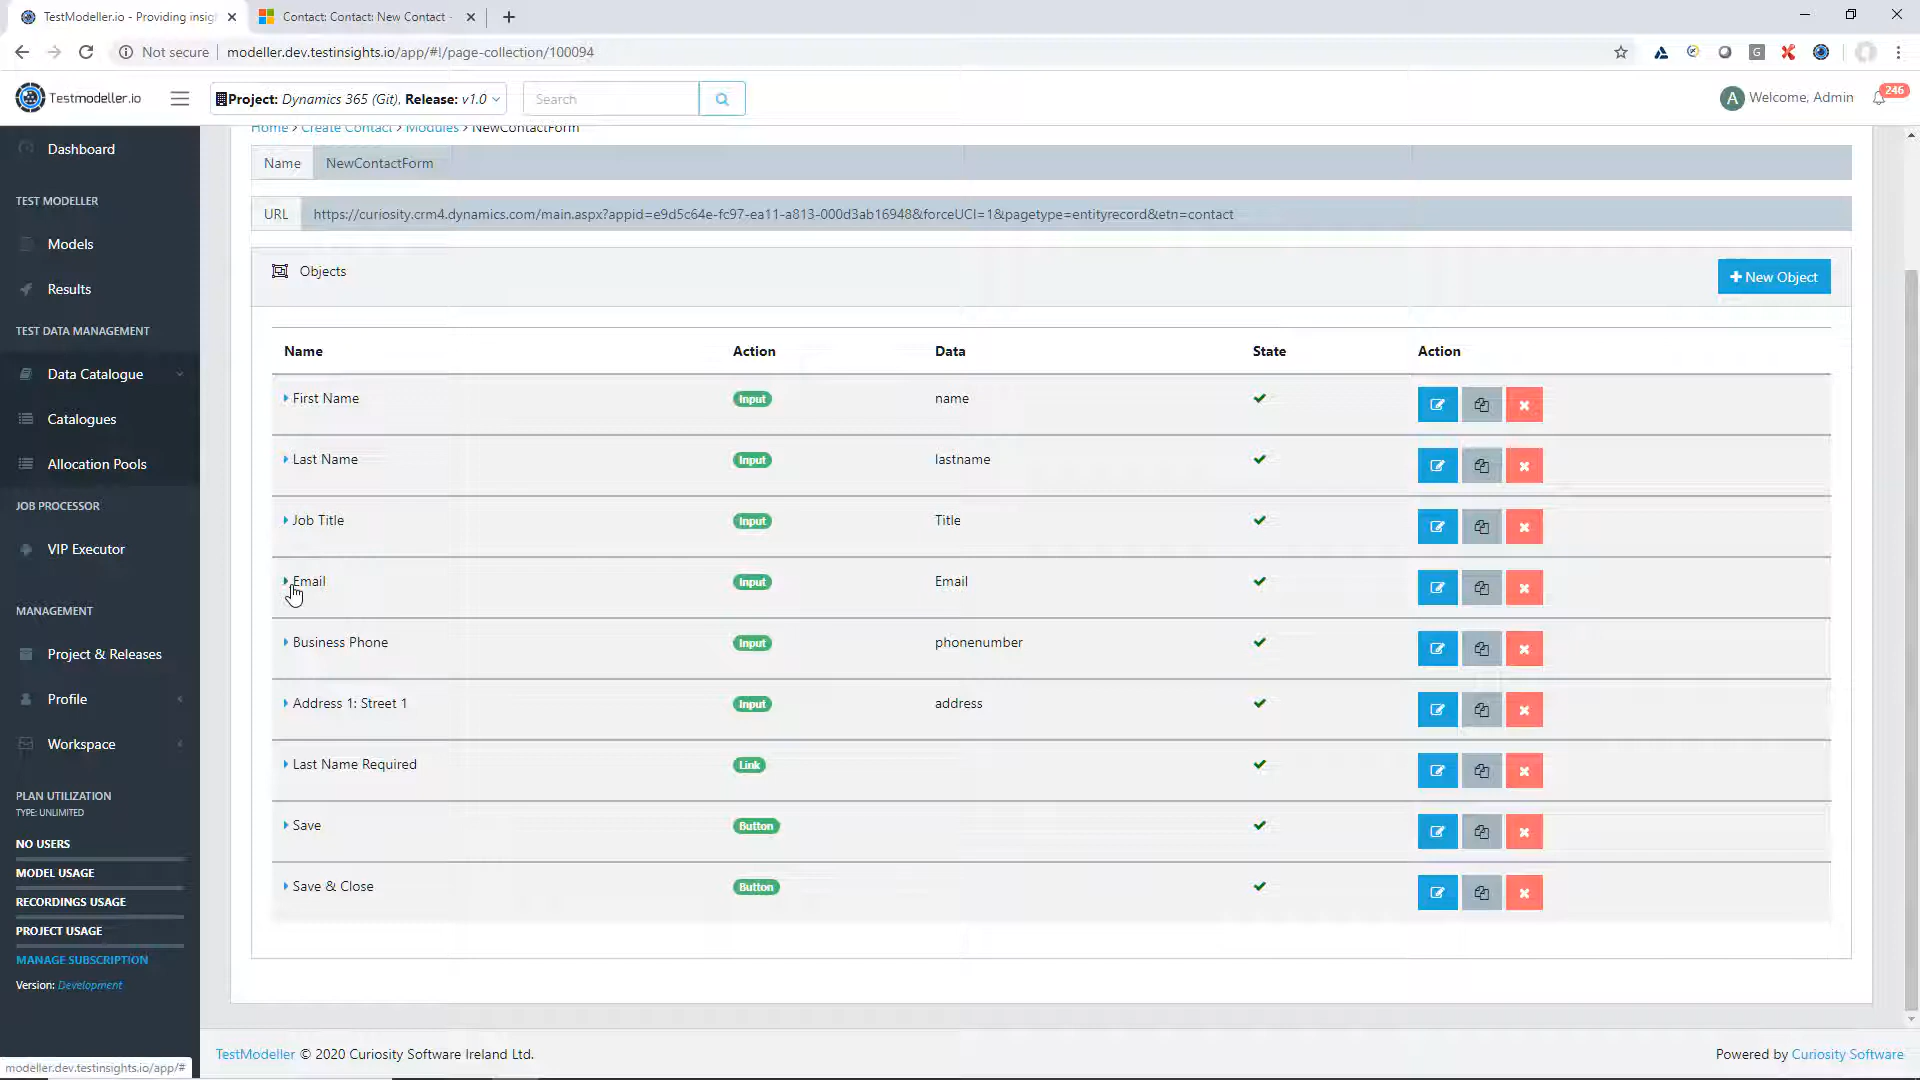 TestModeller.io - Providing insig
Contact: Contact: New Contact -
Not secure
modeller.dev.testinsights.io/app/#!/page-collection/100094
Testmodeller.io
Project: Dynamics 365 (Git), Release: v1.0
Search
A
Welcome, Admin
246
Home > Create Contact > Modules > NewContactForm
Dashboard
TEST MODELLER
Models
Results
TEST DATA MANAGEMENT
Data Catalogue
Catalogues
Allocation Pools
JOB PROCESSOR
VIP Executor
MANAGEMENT
Project & Releases
Profile
Workspace
PLAN UTILIZATION
TYPE: UNLIMITED
NO USERS
MODEL USAGE
RECORDINGS USAGE
PROJECT USAGE
MANAGE SUBSCRIPTION
Version: Development
modeller.dev.testinsights.io/app/#
Name NewContactForm
URL https://curiosity.crm4.dynamics.com/main.aspx?appid=e9d5c64e-fc97-ea11-a813-000d3ab16948&forceUCI=1&pagetype=entityrecord&etn=contact
Objects
+ New Object
Name Action Data State Action
First Name Input name
Last Name Input lastname
Job Title Input Title
Email Input Email
Business Phone Input phonenumber
Address 1: Street 1 Input address
Last Name Required Link
Save Button
Save & Close Button
TestModeller © 2020 Curiosity Software Ireland Ltd.
Powered by Curiosity Software